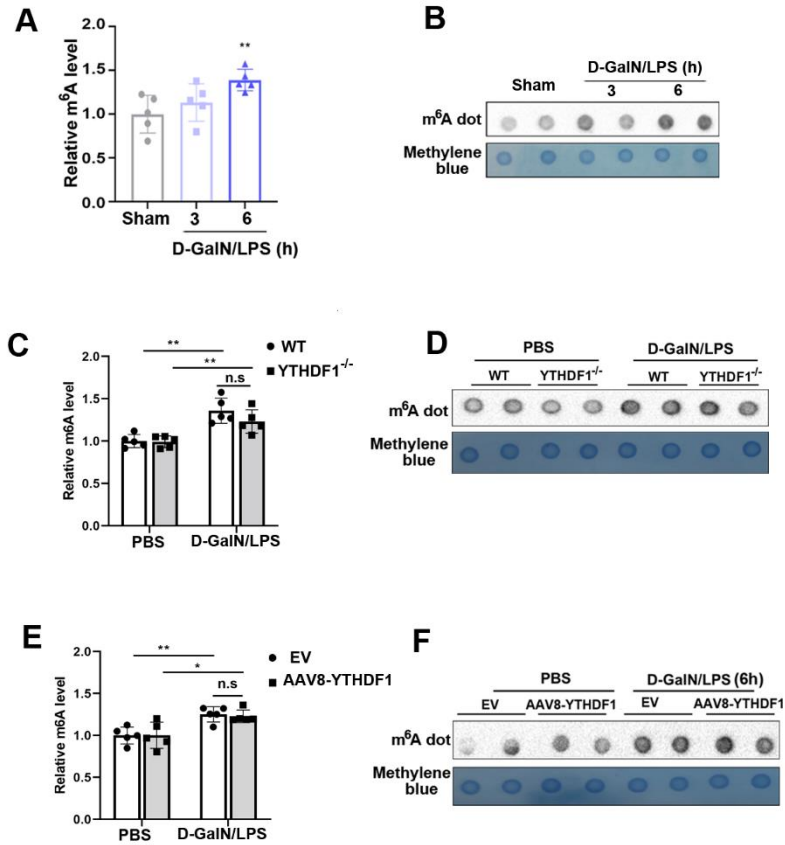 A
Relative m6A level
2.0
1.5
1.0
0.5
0.0
**
Sham
3
6
D-GalN/LPS (h)
B
D-GalN/LPS (h)
Sham
3
6
m6A dot
Methylene
blue
C
Relative m6A level
2.0
1.5
1.0
0.5
0.0
**
**
n.s
WT
YTHDF1-/-
PBS
D-GalN/LPS
D
PBS
D-GalN/LPS
WT
YTHDF1-/-
WT
YTHDF1-/-
m6A dot
Methylene
blue
E
Relative m6A level
2.0
1.5
1.0
0.5
0.0
**
*
n.s
EV
AAV8-YTHDF1
PBS
D-GalN/LPS
F
PBS
D-GalN/LPS (6h)
EV
AAV8-YTHDF1
EV
AAV8-YTHDF1
m6A dot
Methylene
blue